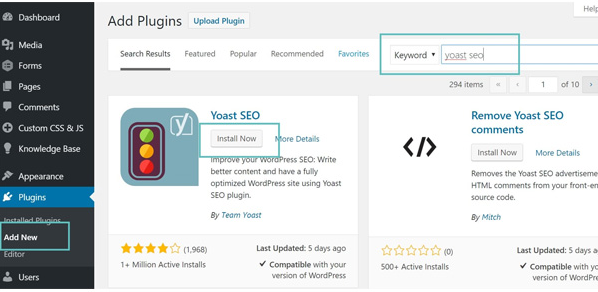 Dashboard
Media
Forms
Pages
Comments
Custom CSS & JS
Knowledge Base
Appearance
Plugins
Installed Plugins
Add New
Editor
Users
Help
Add Plugins Upload Plugin
Search Results Featured Popular Recommended Favorites Keyword ▾ yoast seo
294 items « ‹ 1 of 10 ›
Yoast SEO
Install Now More Details
Improve your WordPress SEO: Write
better content and have a fully
optimized WordPress site using Yoast
SEO plugin.
By Team Yoast
(1,968)
1+ Million Active Installs
Last Updated: 5 days ago
✓ Compatible with your
version of WordPress
</>
Remove Yoast SEO
comments
Install Now More Details
Removes the Yoast SEO advertiseme
HTML comments from your front-en
source code.
By Mitch
(0)
500+ Active Installs
Last Updated: 5 days ago
✓ Compatible with your
version of WordPress